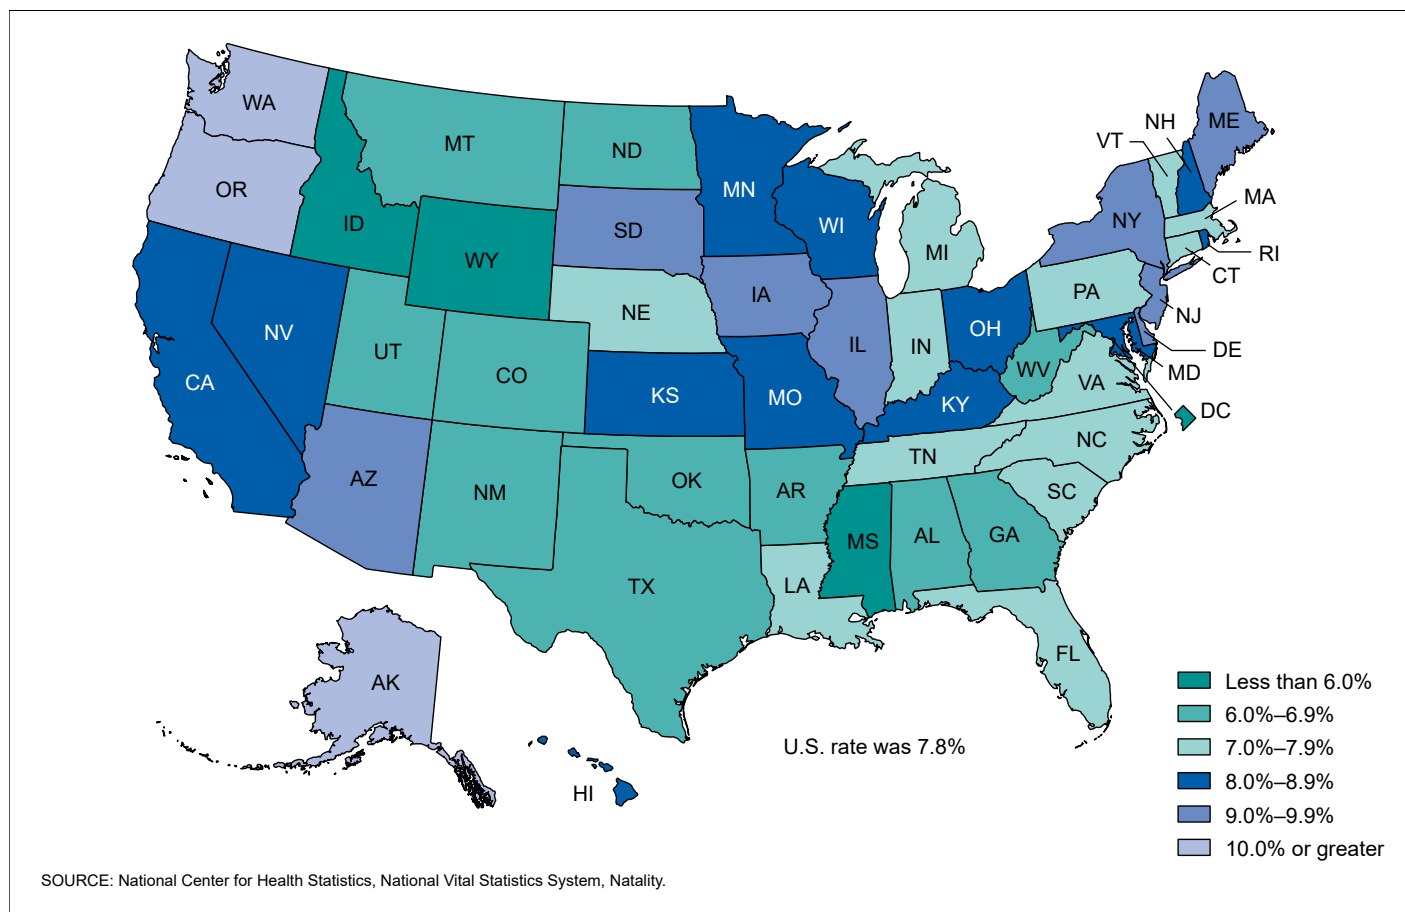 WA
MT
ND
MN
OR
ID
WY
SD
WI
MI
NY
VT
NH
ME
MA
RI
CT
NJ
DE
MD
DC
PA
IA
NE
NV
UT
CO
CA
KS
MO
IL
IN
OH
WV
VA
KY
NC
TN
SC
AZ
NM
OK
AR
MS
AL
GA
TX
LA
FL
AK
HI
U.S. rate was 7.8%
Less than 6.0%
6.0%–6.9%
7.0%–7.9%
8.0%–8.9%
9.0%–9.9%
10.0% or greater
SOURCE: National Center for Health Statistics, National Vital Statistics System, Natality.